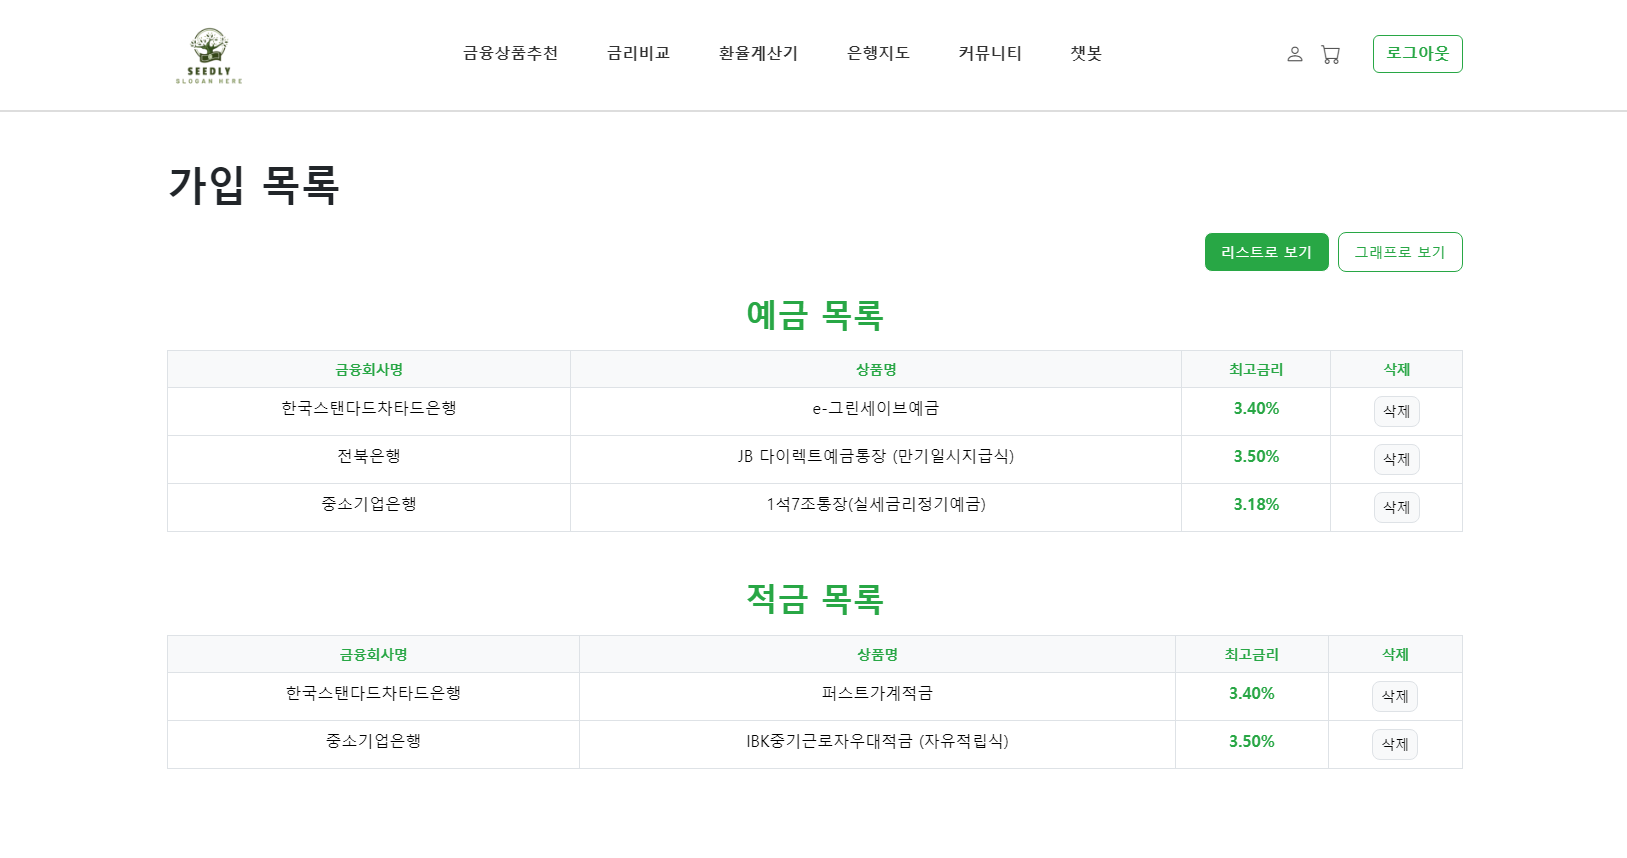 SEEDLY
SLOGAN HERE
금융상품추천 금리비교 환율계산기 은행지도 커뮤니티 챗봇 로그아웃
가입 목록
리스트로 보기 그래프로 보기
예금 목록
금융회사명 상품명 최고금리 삭제
한국스탠다드차타드은행 e-그린세이브예금 3.40% 삭제
전북은행 JB 다이렉트예금통장 (만기일시지급식) 3.50% 삭제
중소기업은행 1석7조통장(실세금리정기예금) 3.18% 삭제
적금 목록
금융회사명 상품명 최고금리 삭제
한국스탠다드차타드은행 퍼스트가계적금 3.40% 삭제
중소기업은행 IBK중기근로자우대적금 (자유적립식) 3.50% 삭제